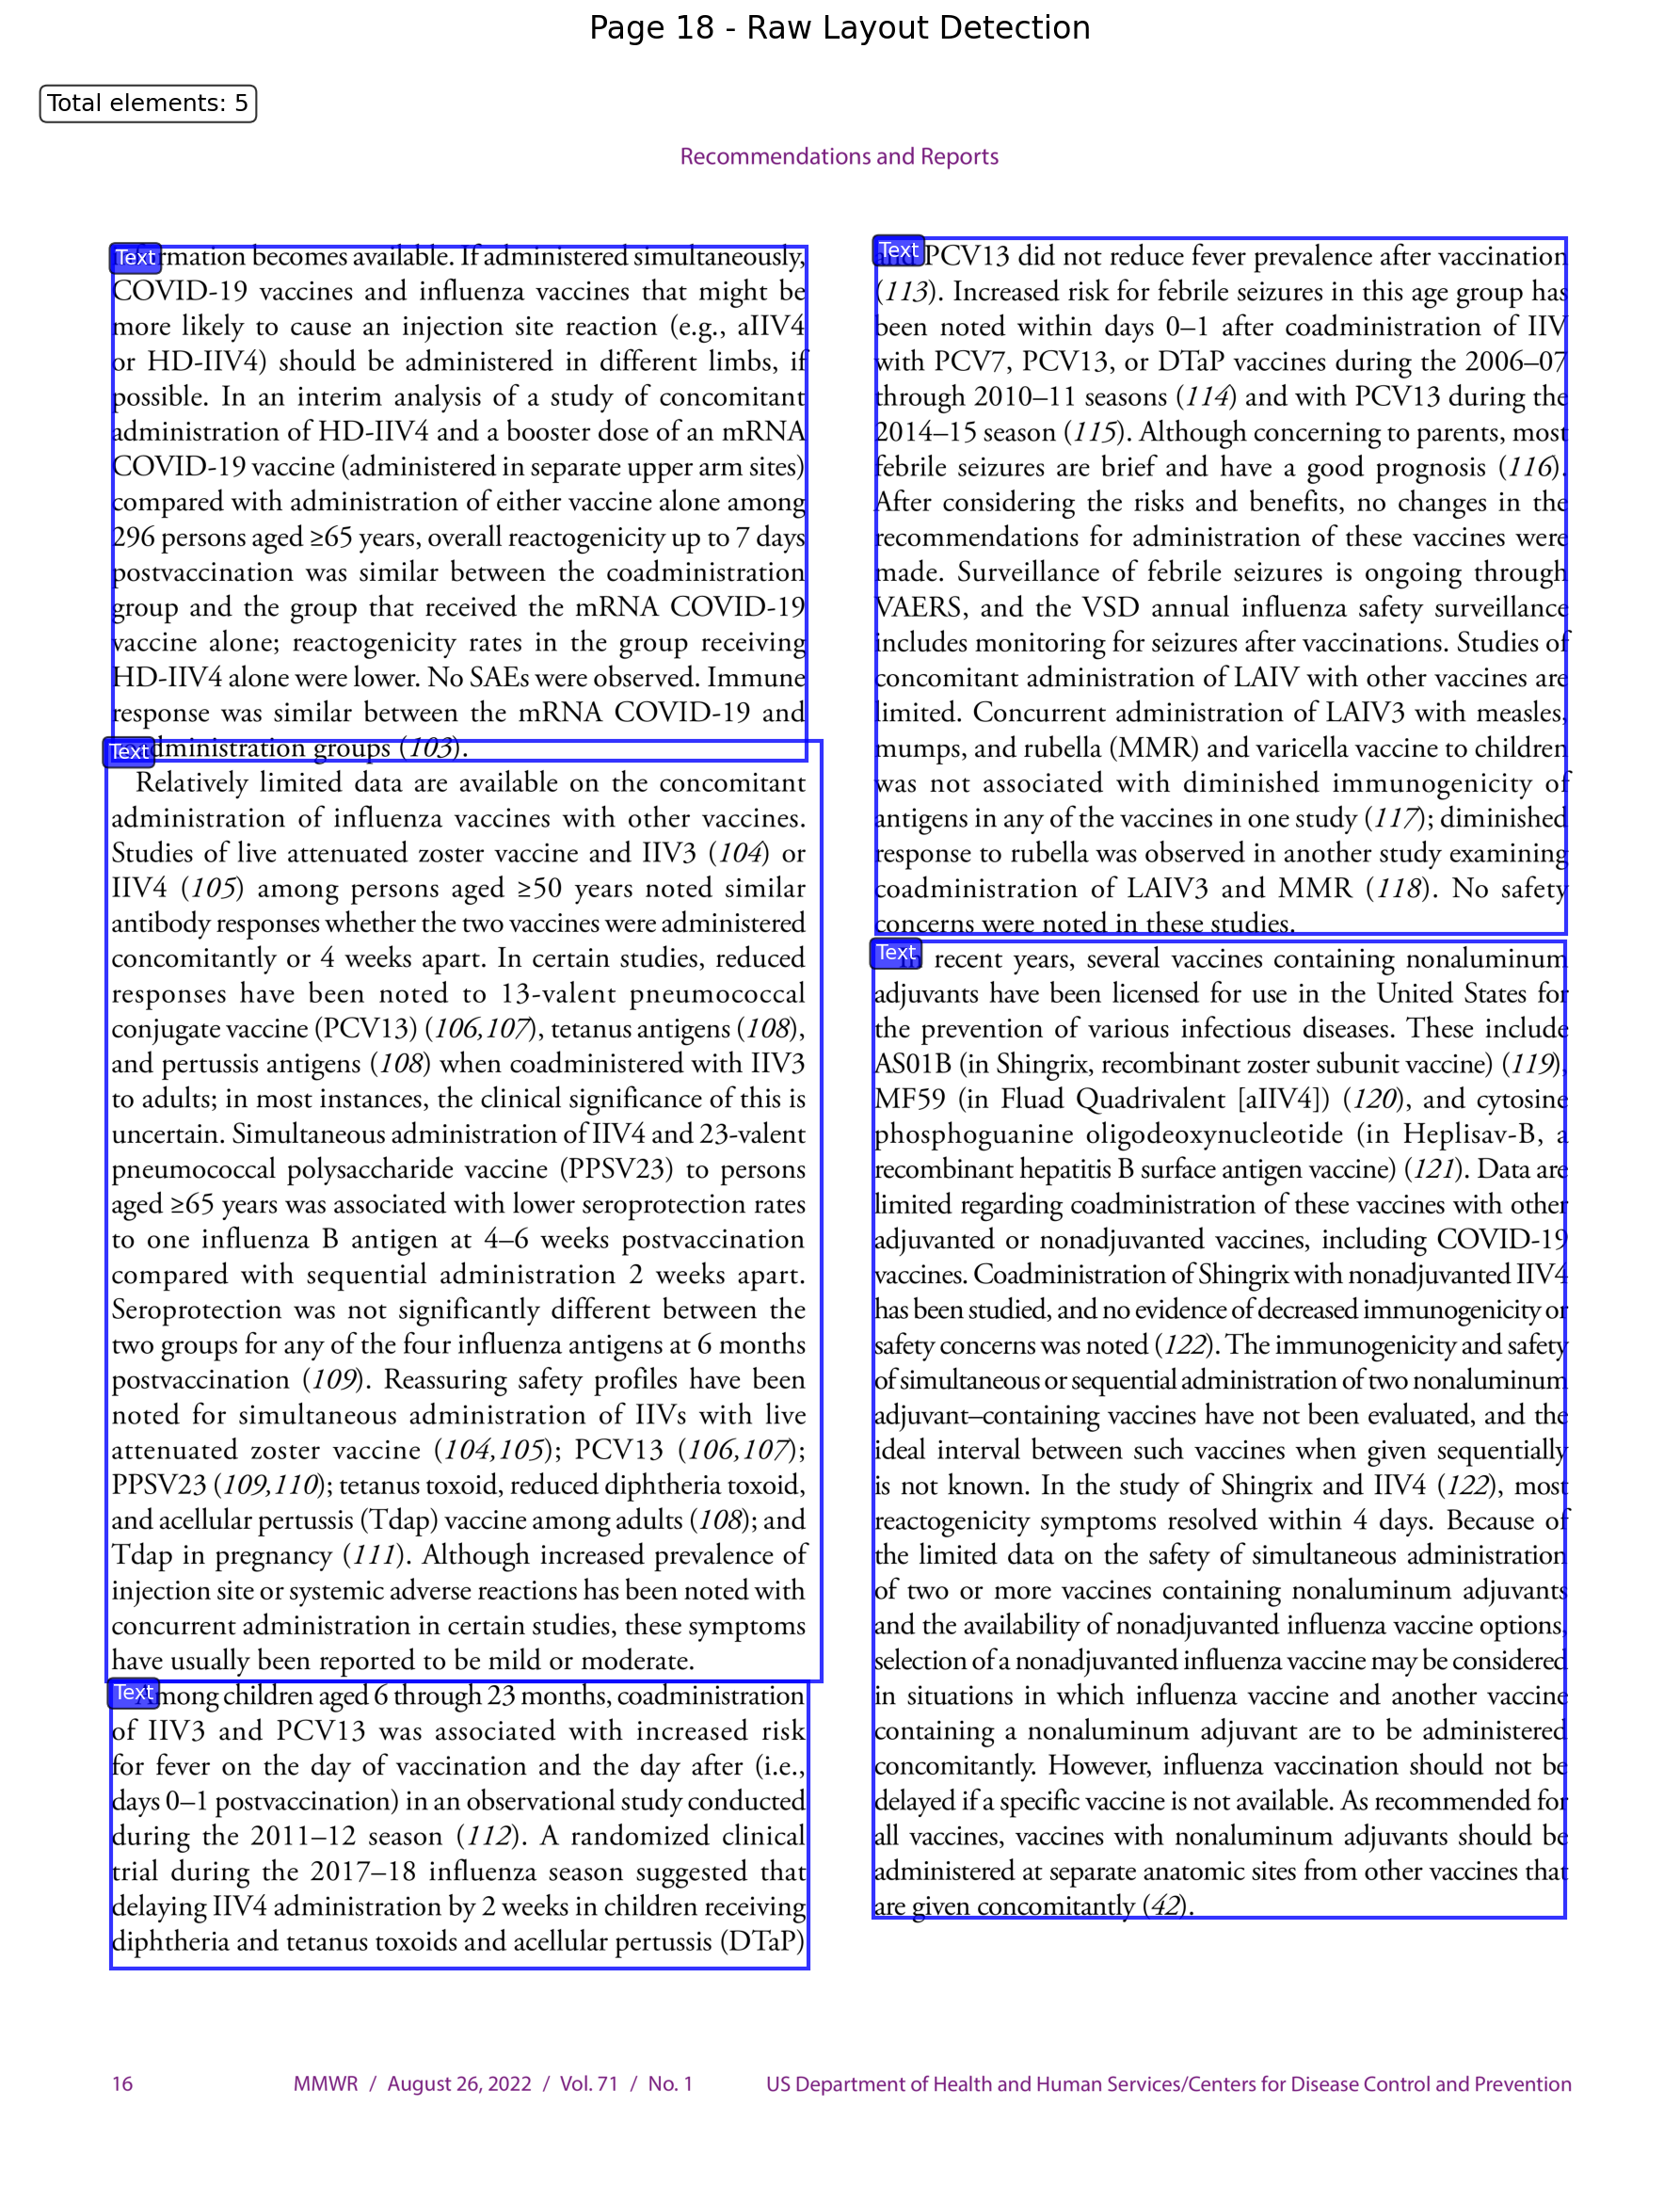 Page 18 - Raw Layout Detection
Total elements: 5
Recommendations and Reports
Text
rmation becomes available. If administered simultaneously,
COVID-19 vaccines and influenza vaccines that might be
more likely to cause an injection site reaction (e.g., aIIV4
or HD-IIV4) should be administered in different limbs, if
possible. In an interim analysis of a study of concomitant
administration of HD-IIV4 and a booster dose of an mRNA
COVID-19 vaccine (administered in separate upper arm sites)
compared with administration of either vaccine alone among
296 persons aged ≥65 years, overall reactogenicity up to 7 days
postvaccination was similar between the coadministration
group and the group that received the mRNA COVID-19
vaccine alone; reactogenicity rates in the group receiving
HD-IIV4 alone were lower. No SAEs were observed. Immune
response was similar between the mRNA COVID-19 and
Text
dministration groups (103).
Relatively limited data are available on the concomitant
administration of influenza vaccines with other vaccines.
Studies of live attenuated zoster vaccine and IIV3 (104) or
IIV4 (105) among persons aged ≥50 years noted similar
antibody responses whether the two vaccines were administered
concomitantly or 4 weeks apart. In certain studies, reduced
responses have been noted to 13-valent pneumococcal
conjugate vaccine (PCV13) (106,107), tetanus antigens (108),
and pertussis antigens (108) when coadministered with IIV3
to adults; in most instances, the clinical significance of this is
uncertain. Simultaneous administration of IIV4 and 23-valent
pneumococcal polysaccharide vaccine (PPSV23) to persons
aged ≥65 years was associated with lower seroprotection rates
to one influenza B antigen at 4–6 weeks postvaccination
compared with sequential administration 2 weeks apart.
Seroprotection was not significantly different between the
two groups for any of the four influenza antigens at 6 months
postvaccination (109). Reassuring safety profiles have been
noted for simultaneous administration of IIVs with live
attenuated zoster vaccine (104,105); PCV13 (106,107);
PPSV23 (109,110); tetanus toxoid, reduced diphtheria toxoid,
and acellular pertussis (Tdap) vaccine among adults (108); and
Tdap in pregnancy (111). Although increased prevalence of
injection site or systemic adverse reactions has been noted with
concurrent administration in certain studies, these symptoms
have usually been reported to be mild or moderate.
Text
Among children aged 6 through 23 months, coadministration
of IIV3 and PCV13 was associated with increased risk
for fever on the day of vaccination and the day after (i.e.,
days 0–1 postvaccination) in an observational study conducted
during the 2011–12 season (112). A randomized clinical
trial during the 2017–18 influenza season suggested that
delaying IIV4 administration by 2 weeks in children receiving
diphtheria and tetanus toxoids and acellular pertussis (DTaP)
Text
and PCV13 did not reduce fever prevalence after vaccination
(113). Increased risk for febrile seizures in this age group has
been noted within days 0–1 after coadministration of IIV
with PCV7, PCV13, or DTaP vaccines during the 2006–07
through 2010–11 seasons (114) and with PCV13 during the
2014–15 season (115). Although concerning to parents, most
febrile seizures are brief and have a good prognosis (116).
After considering the risks and benefits, no changes in the
recommendations for administration of these vaccines were
made. Surveillance of febrile seizures is ongoing through
VAERS, and the VSD annual influenza safety surveillance
includes monitoring for seizures after vaccinations. Studies of
concomitant administration of LAIV with other vaccines are
limited. Concurrent administration of LAIV3 with measles,
mumps, and rubella (MMR) and varicella vaccine to children
was not associated with diminished immunogenicity of
antigens in any of the vaccines in one study (117); diminished
response to rubella was observed in another study examining
coadministration of LAIV3 and MMR (118). No safety
concerns were noted in these studies.
Text
In recent years, several vaccines containing nonaluminum
adjuvants have been licensed for use in the United States for
the prevention of various infectious diseases. These include
AS01B (in Shingrix, recombinant zoster subunit vaccine) (119),
MF59 (in Fluad Quadrivalent [aIIV4]) (120), and cytosine
phosphoguanine oligodeoxynucleotide (in Heplisav-B, a
recombinant hepatitis B surface antigen vaccine) (121). Data are
limited regarding coadministration of these vaccines with other
adjuvanted or nonadjuvanted vaccines, including COVID-19
vaccines. Coadministration of Shingrix with nonadjuvanted IIV4
has been studied, and no evidence of decreased immunogenicity or
safety concerns was noted (122). The immunogenicity and safety
of simultaneous or sequential administration of two nonaluminum
adjuvant–containing vaccines have not been evaluated, and the
ideal interval between such vaccines when given sequentially
is not known. In the study of Shingrix and IIV4 (122), most
reactogenicity symptoms resolved within 4 days. Because of
the limited data on the safety of simultaneous administration
of two or more vaccines containing nonaluminum adjuvants
and the availability of nonadjuvanted influenza vaccine options,
selection of a nonadjuvanted influenza vaccine may be considered
in situations in which influenza vaccine and another vaccine
containing a nonaluminum adjuvant are to be administered
concomitantly. However, influenza vaccination should not be
delayed if a specific vaccine is not available. As recommended for
all vaccines, vaccines with nonaluminum adjuvants should be
administered at separate anatomic sites from other vaccines that
are given concomitantly (42).
16 MMWR / August 26, 2022 / Vol. 71 / No. 1 US Department of Health and Human Services/Centers for Disease Control and Prevention